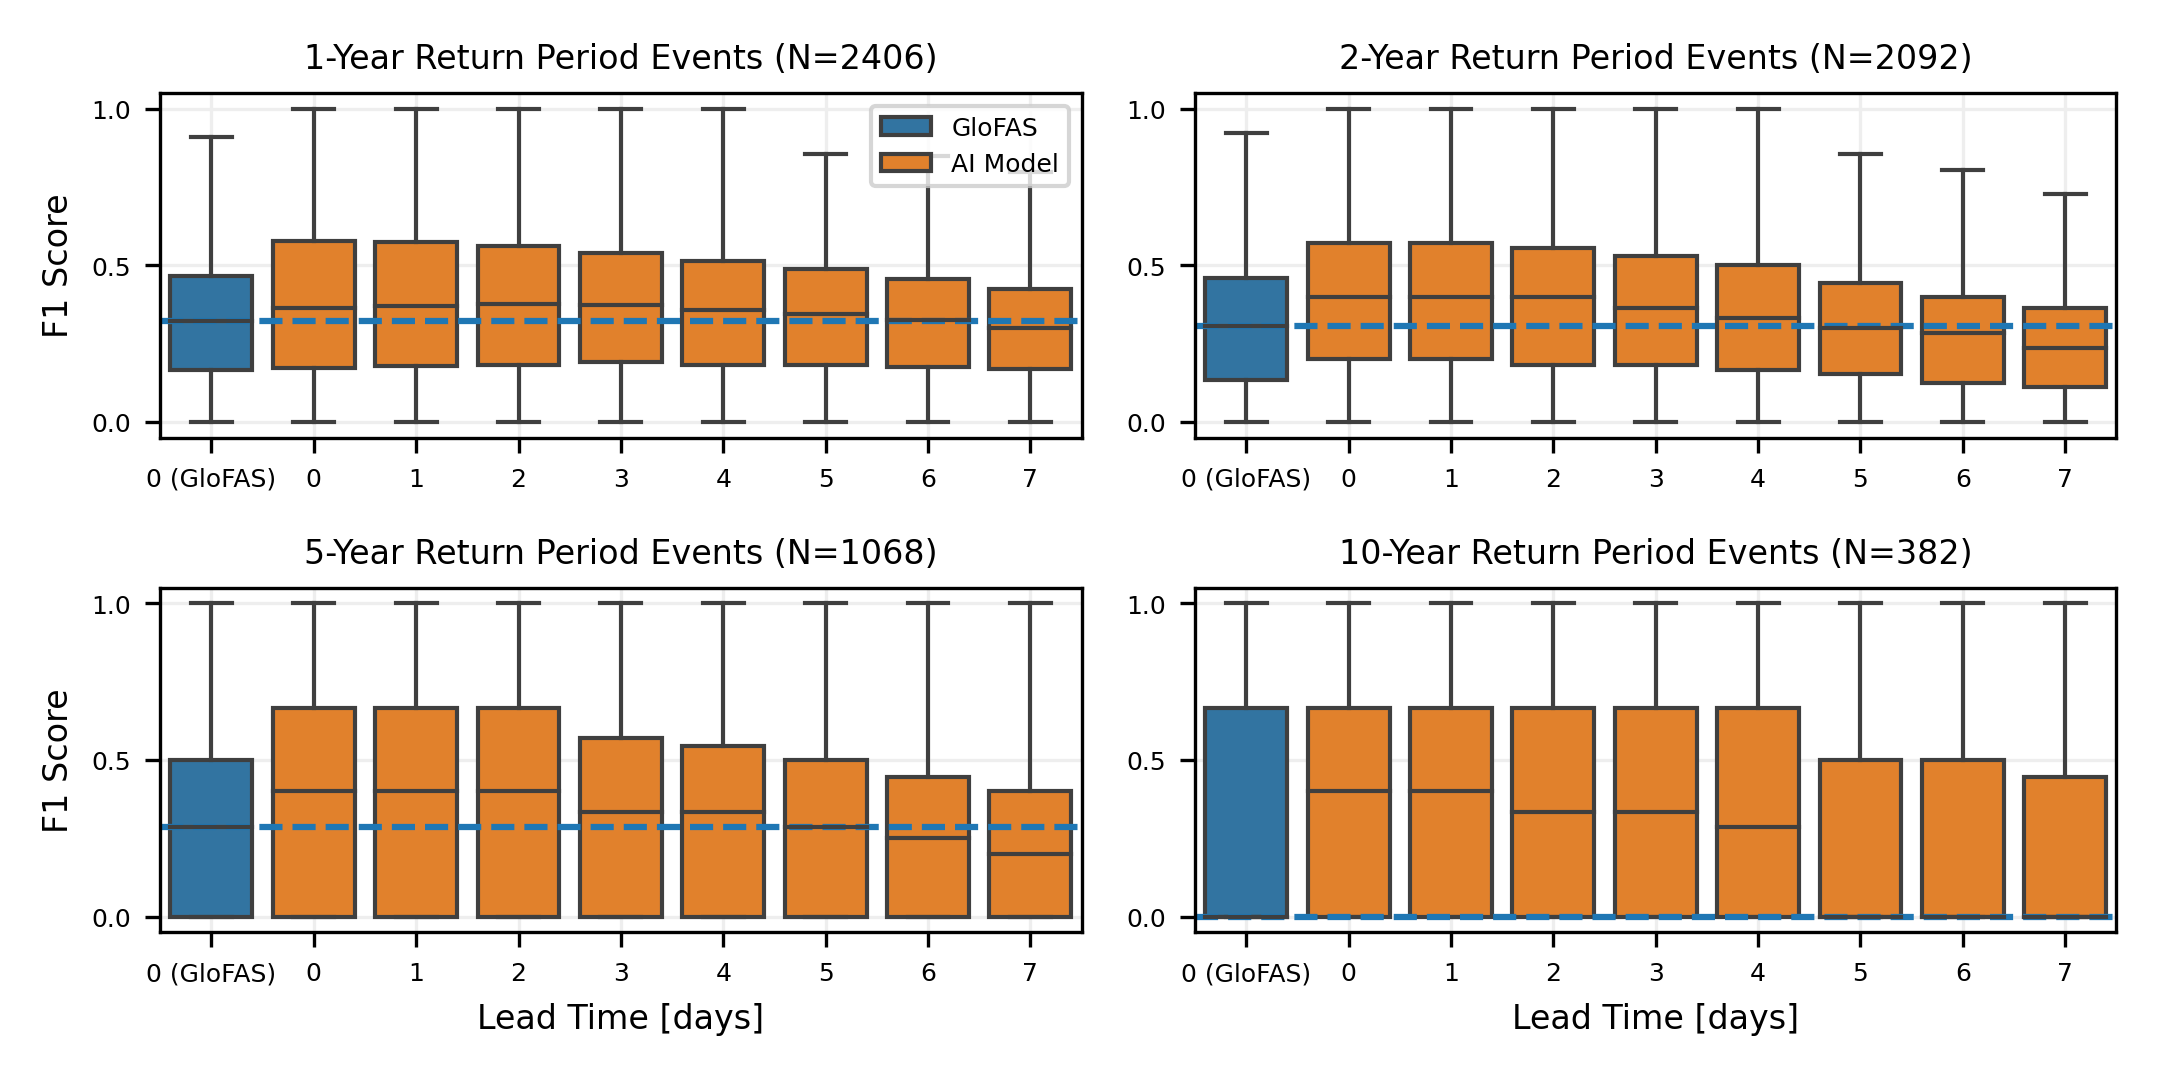 1-Year Return Period Events (N=2406)
2-Year Return Period Events (N=2092)
1.0
0.5
0.0
F1 Score
GloFAS
AI Model
0 (GloFAS) 0 1 2 3 4 5 6 7
1.0
0.5
0.0
0 (GloFAS) 0 1 2 3 4 5 6 7
5-Year Return Period Events (N=1068)
10-Year Return Period Events (N=382)
1.0
0.5
0.0
F1 Score
0 (GloFAS) 0 1 2 3 4 5 6 7
Lead Time [days]
1.0
0.5
0.0
0 (GloFAS) 0 1 2 3 4 5 6 7
Lead Time [days]